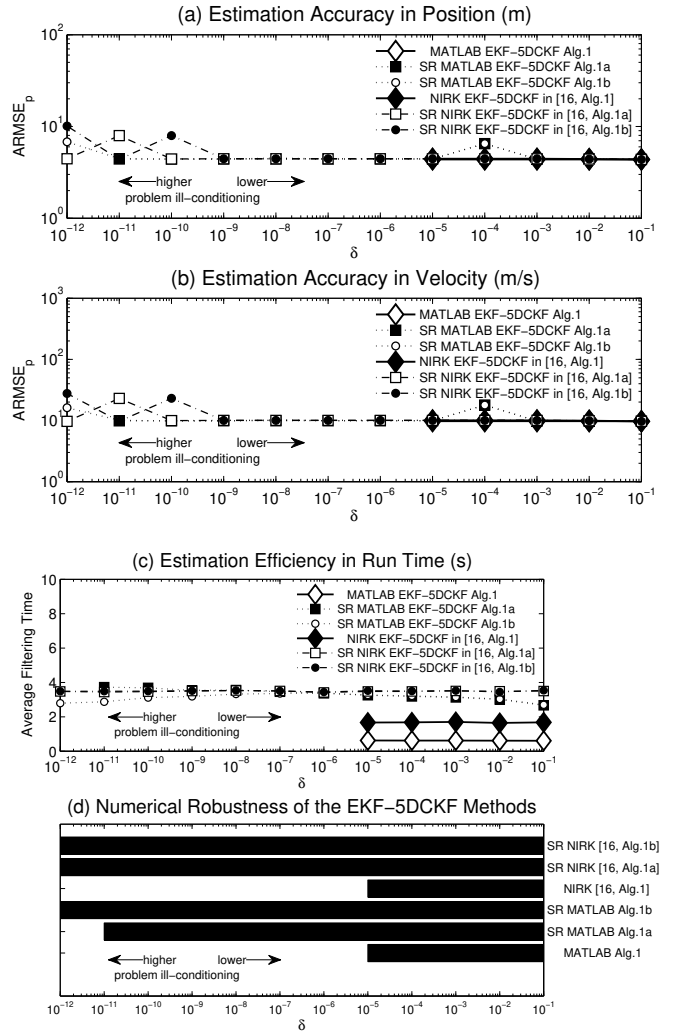 (a) Estimation Accuracy in Position (m)
ARMSEp
10^2
10^1
10^0
MATLAB EKF−5DCKF Alg.1
SR MATLAB EKF−5DCKF Alg.1a
SR MATLAB EKF−5DCKF Alg.1b
NIRK EKF−5DCKF in [16, Alg.1]
SR NIRK EKF−5DCKF in [16, Alg.1a]
SR NIRK EKF−5DCKF in [16, Alg.1b]
higher lower
problem ill−conditioning
10^−12 10^−11 10^−10 10^−9 10^−8 10^−7 10^−6 10^−5 10^−4 10^−3 10^−2 10^−1
δ
(b) Estimation Accuracy in Velocity (m/s)
ARMSEp
10^3
10^2
10^1
10^0
MATLAB EKF−5DCKF Alg.1
SR MATLAB EKF−5DCKF Alg.1a
SR MATLAB EKF−5DCKF Alg.1b
NIRK EKF−5DCKF in [16, Alg.1]
SR NIRK EKF−5DCKF in [16, Alg.1a]
SR NIRK EKF−5DCKF in [16, Alg.1b]
higher lower
problem ill−conditioning
10^−12 10^−11 10^−10 10^−9 10^−8 10^−7 10^−6 10^−5 10^−4 10^−3 10^−2 10^−1
δ
(c) Estimation Efficiency in Run Time (s)
Average Filtering Time
10
8
6
4
2
0
MATLAB EKF−5DCKF Alg.1
SR MATLAB EKF−5DCKF Alg.1a
SR MATLAB EKF−5DCKF Alg.1b
NIRK EKF−5DCKF in [16, Alg.1]
SR NIRK EKF−5DCKF in [16, Alg.1a]
SR NIRK EKF−5DCKF in [16, Alg.1b]
higher lower
problem ill−conditioning
10^−12 10^−11 10^−10 10^−9 10^−8 10^−7 10^−6 10^−5 10^−4 10^−3 10^−2 10^−1
δ
(d) Numerical Robustness of the EKF−5DCKF Methods
SR NIRK [16, Alg.1b]
SR NIRK [16, Alg.1a]
NIRK [16, Alg.1]
SR MATLAB Alg.1b
SR MATLAB Alg.1a
MATLAB Alg.1
higher lower
problem ill−conditioning
10^−12 10^−11 10^−10 10^−9 10^−8 10^−7 10^−6 10^−5 10^−4 10^−3 10^−2 10^−1
δ